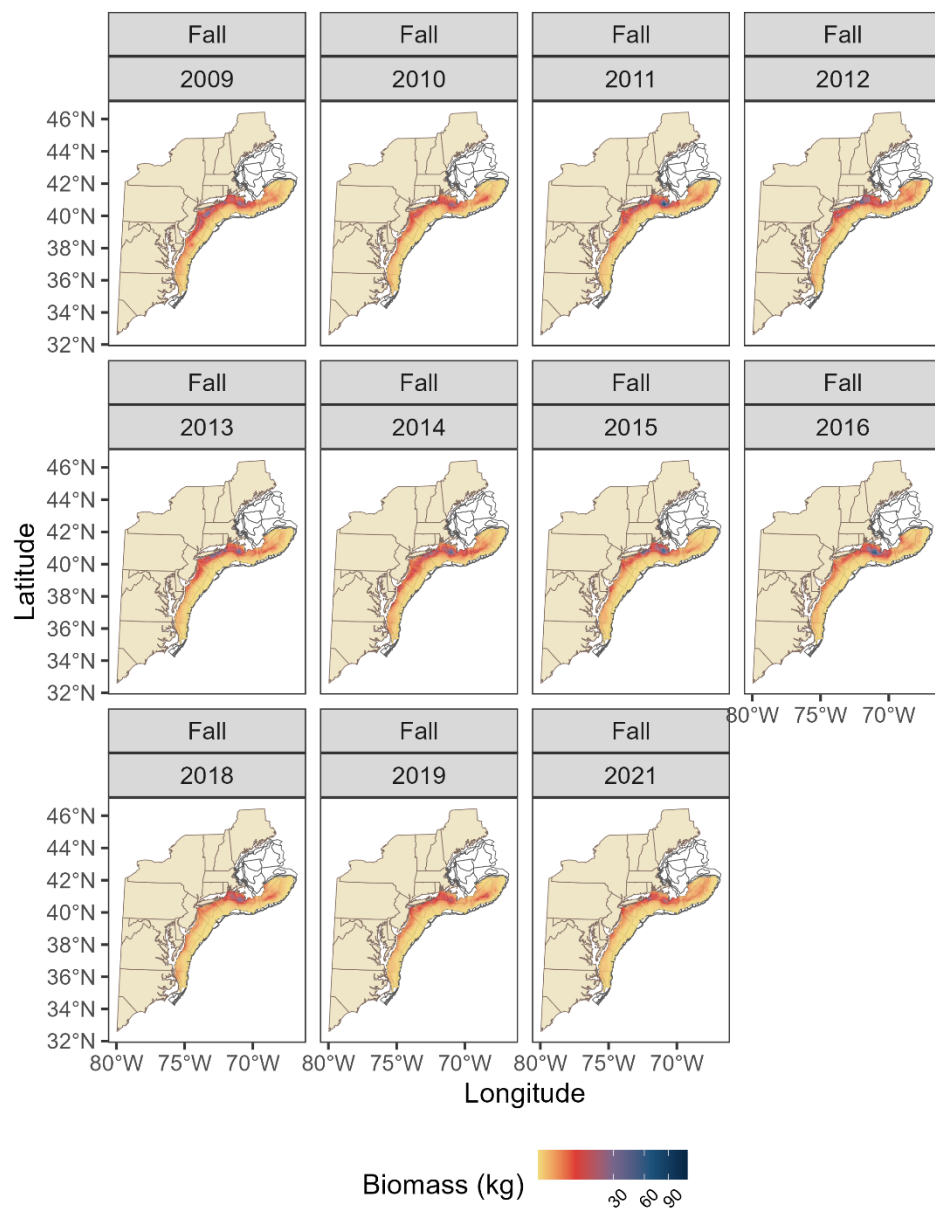 Fall Fall Fall Fall
2009 2010 2011 2012
46°N
44°N
42°N
40°N
38°N
36°N
34°N
32°N
Fall Fall Fall Fall
2013 2014 2015 2016
46°N
44°N
42°N
40°N
38°N
36°N
34°N
32°N
80°W 75°W 70°W
Latitude
Fall Fall Fall
2018 2019 2021
46°N
44°N
42°N
40°N
38°N
36°N
34°N
32°N
80°W 75°W 70°W 80°W 75°W 70°W 80°W 75°W 70°W
Longitude
Biomass (kg)
30 60 90